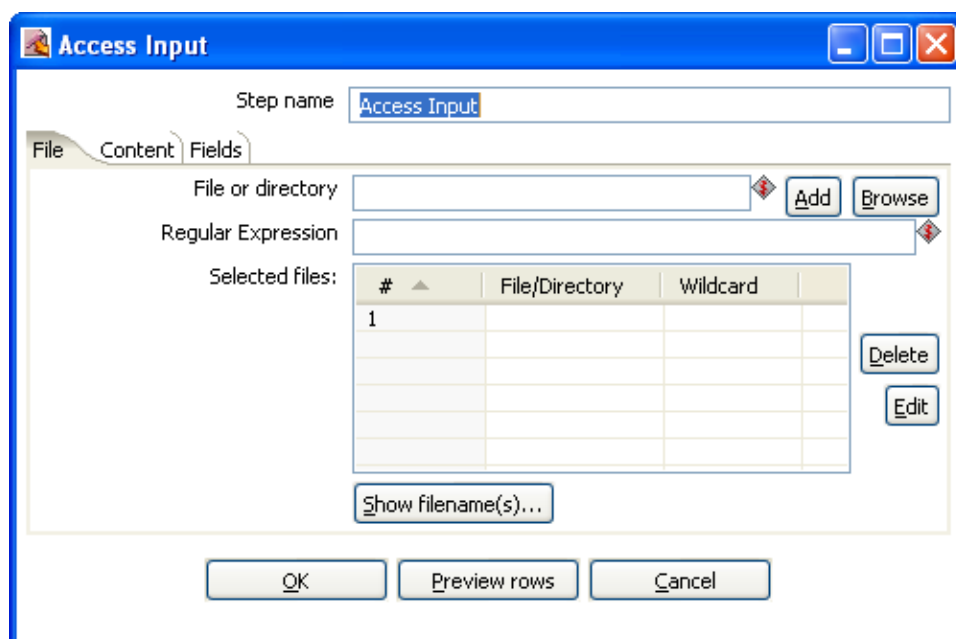 Access Input
Step name Access Input
File Content Fields
File or directory Add Browse
Regular Expression
Selected files: # File/Directory Wildcard
1
Delete
Edit
Show filename(s)...
OK Preview rows Cancel